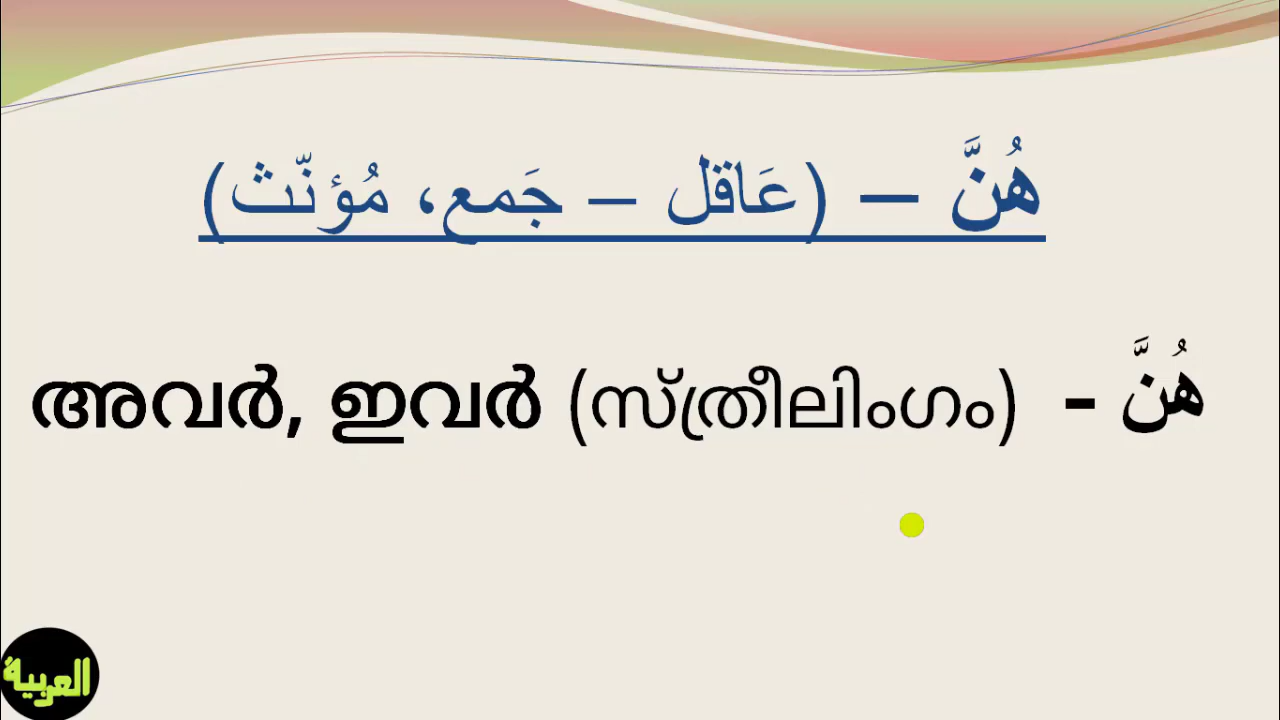 هُنَّ – (عَاقل – جَمع، مُؤنّث)
അവർ, ഇവർ (സ്ത്രീലിംഗം) - هُنَّ
العربية